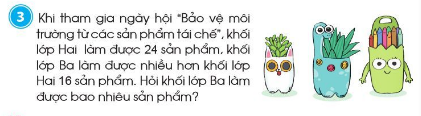 3 Khi tham gia ngày hội "Bảo vệ môi
trường từ các sản phẩm tái chế", khối
lớp Hai làm được 24 sản phẩm, khối
lớp Ba làm được nhiều hơn khối lớp
Hai 16 sản phẩm. Hỏi khối lớp Ba làm
được bao nhiêu sản phẩm?